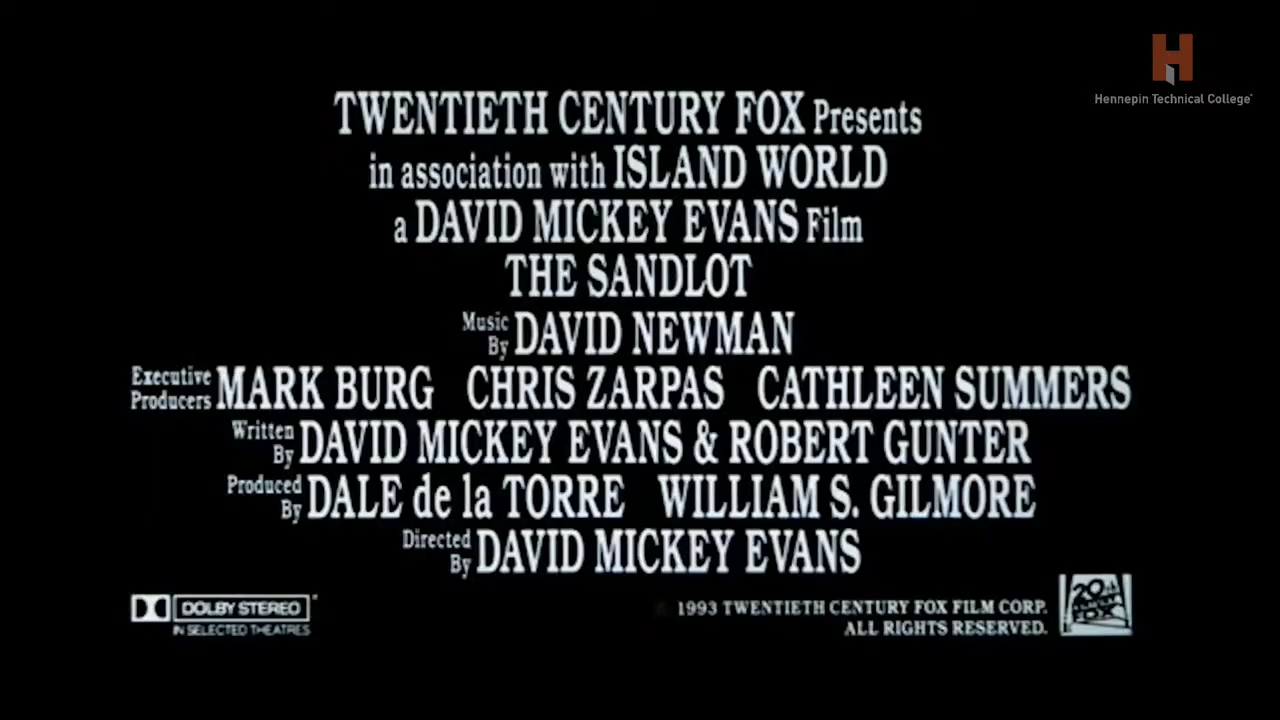 Hennepin Technical College
TWENTIETH CENTURY FOX Presents
in association with ISLAND WORLD
a DAVID MICKEY EVANS Film
THE SANDLOT
Music By DAVID NEWMAN
Executive Producers MARK BURG CHRIS ZARPAS CATHLEEN SUMMERS
Written By DAVID MICKEY EVANS & ROBERT GUNTER
Produced By DALE de la TORRE WILLIAM S. GILMORE
Directed By DAVID MICKEY EVANS
DOLBY STEREO
IN SELECTED THEATRES
© 1993 TWENTIETH CENTURY FOX FILM CORP.
ALL RIGHTS RESERVED.
20th
CENTURY
FOX